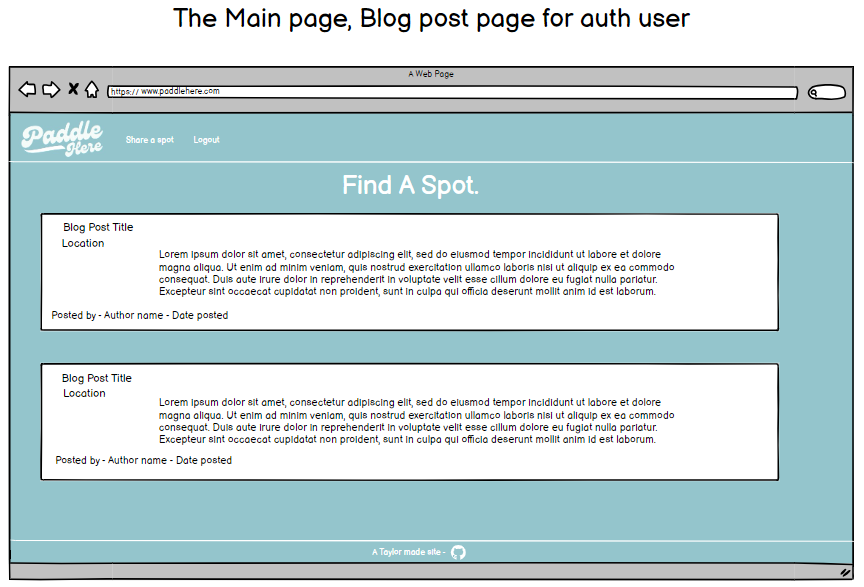 The Main page, Blog post page for auth user
A Web Page
https:// www.paddlehere.com
Paddle
Here
Share a spot
Logout
Find A Spot.
Blog Post Title
Location
Lorem ipsum dolor sit amet, consectetur adipiscing elit, sed do eiusmod tempor incididunt ut labore et dolore
magna aliqua. Ut enim ad minim veniam, quis nostrud exercitation ullamco laboris nisi ut aliquip ex ea commodo
consequat. Duis aute irure dolor in reprehenderit in voluptate velit esse cillum dolore eu fugiat nulla pariatur.
Excepteur sint occaecat cupidatat non proident, sunt in culpa qui officia deserunt mollit anim id est laborum.
Posted by - Author name - Date posted
Blog Post Title
Location
Lorem ipsum dolor sit amet, consectetur adipiscing elit, sed do eiusmod tempor incididunt ut labore et dolore
magna aliqua. Ut enim ad minim veniam, quis nostrud exercitation ullamco laboris nisi ut aliquip ex ea commodo
consequat. Duis aute irure dolor in reprehenderit in voluptate velit esse cillum dolore eu fugiat nulla pariatur.
Excepteur sint occaecat cupidatat non proident, sunt in culpa qui officia deserunt mollit anim id est laborum.
Posted by - Author name - Date posted
A Taylor made site -